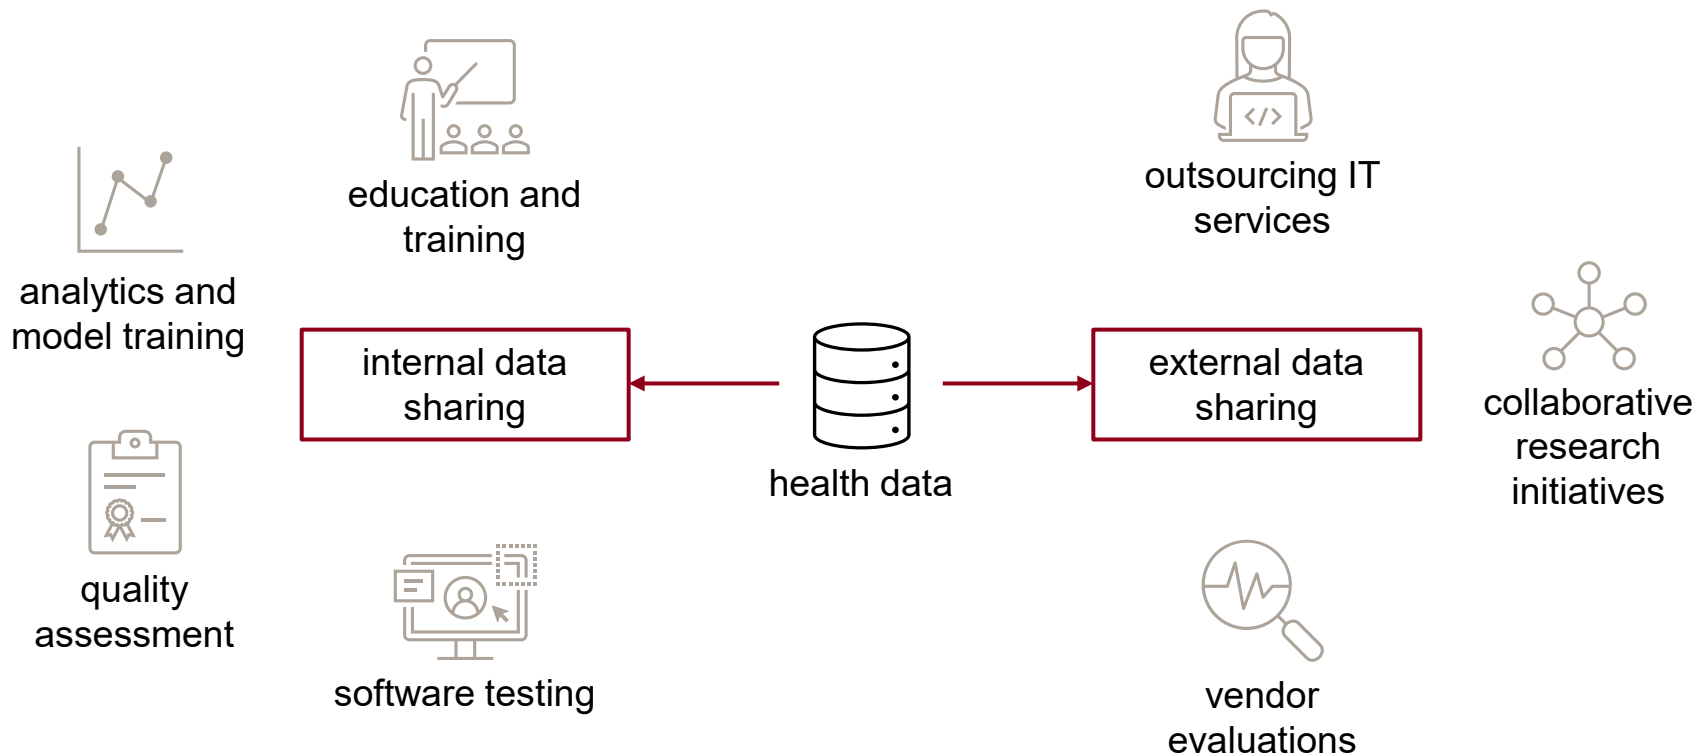 education and
training
outsourcing IT
services
analytics and
model training
internal data
sharing
health data
external data
sharing
collaborative
research
initiatives
quality
assessment
software testing
vendor
evaluations
</>